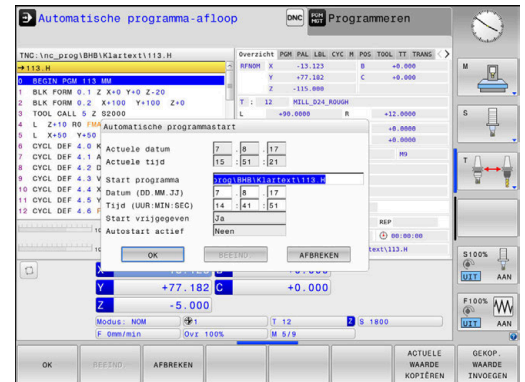 Automatische programma-afloop
DNC
PGM MGT
Programmeren
TNC:\nc_prog\BHB\Klartext\113.H
→113.H
0 BEGIN PGM 113 MM
1 BLK FORM 0.1 Z X+0 Y+0 Z-20
2 BLK FORM 0.2 X+100 Y+100 Z+0
3 TOOL CALL 5 Z S2000
4 L Z+10 R0 FMA
5 L X+50 Y+50
6 CYCL DEF 4.0
7 CYCL DEF 4.1
8 CYCL DEF 4.2
9 CYCL DEF 4.3
10 CYCL DEF 4.4
11 CYCL DEF 4.5
12 CYCL DEF 4.6
Overzicht PGM PAL LBL CYC M POS TOOL TT TRANS
RFNOM X -13.123 B +0.000
Y +77.182 C +0.000
Z -115.000
T : 12 MILL_D24_ROUGH
L +90.0000 R +12.0000
+0.0000
+0.0000
M9
REP
00:00:00
text\113.H
Automatische programmastart
Actuele datum 7 .8 .17
Actuele tijd 15 :51 :21
Start programma prog\BHB\Klartext\113.H
Datum (DD.MM.JJ) 7 .8 .17
Tijd (UUR:MIN:SEC) 14 :41 :51
Start vrijgegeven Ja
Autostart actief Neen
OK BEEIND. AFBREKEN
X
Y +77.182 C +0.000
Z -5.000
Modus: NOM 1 T 12 Z S 1800
F 0mm/min Ovr 100% M 5/9
M
S
T
S100%
UIT AAN
F100%
UIT AAN
OK
BEEIND.
AFBREKEN
ACTUELE WAARDE KOPIËREN
GEKOP. WAARDE INVOEGEN